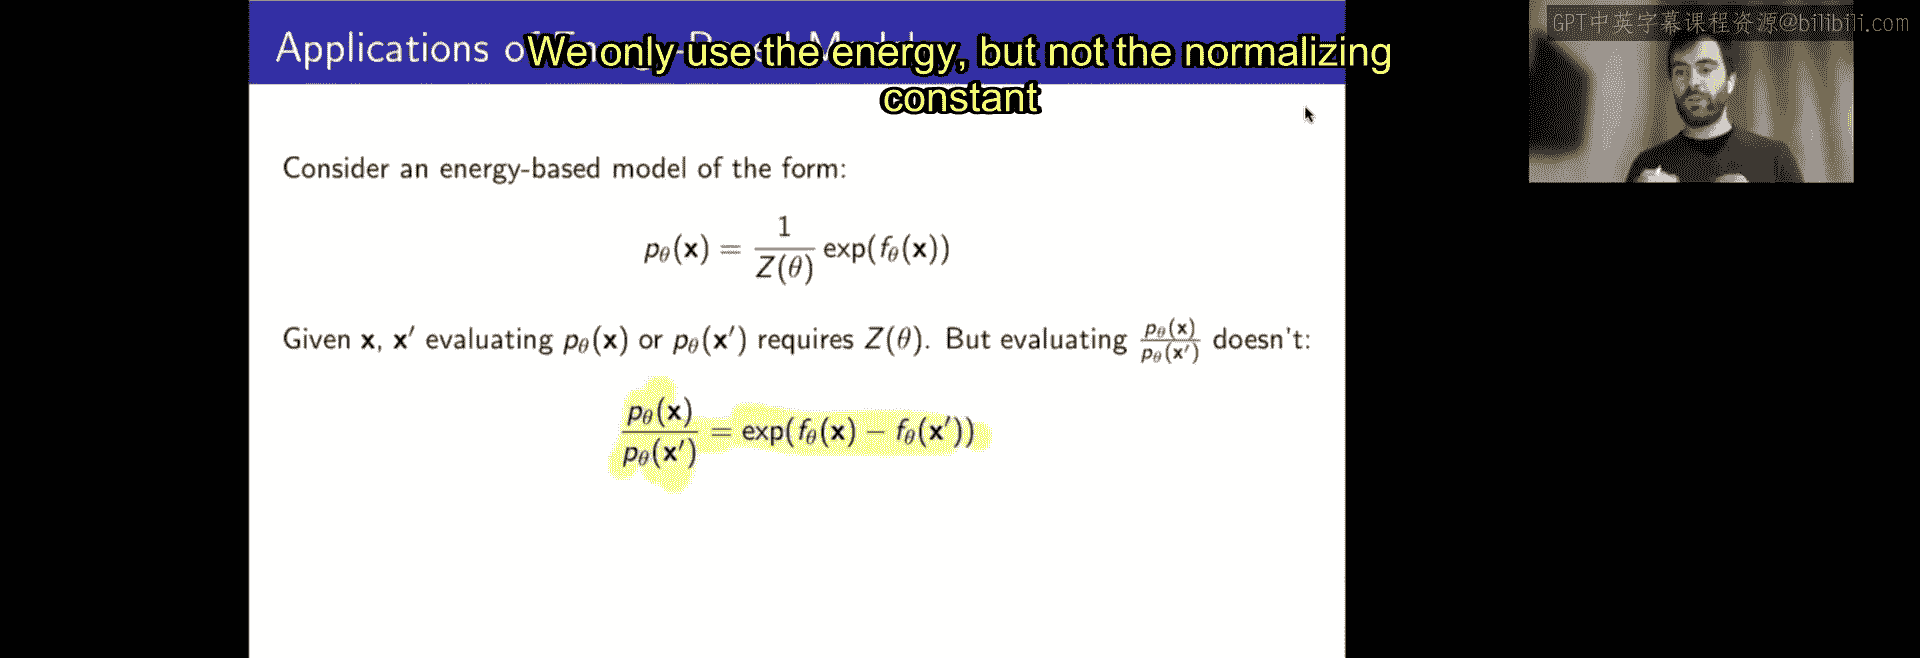 Applications of
We only use the energy, but not the normalizing
constant
GPT中英字幕课程资源@bilibili.com
Consider an energy-based model of the form:
pθ(x) = 1/Z(θ) exp(fθ(x))
Given x, x′ evaluating pθ(x) or pθ(x′) requires Z(θ). But evaluating pθ(x)/pθ(x′) doesn't:
pθ(x)/pθ(x′) = exp(fθ(x) − fθ(x′))